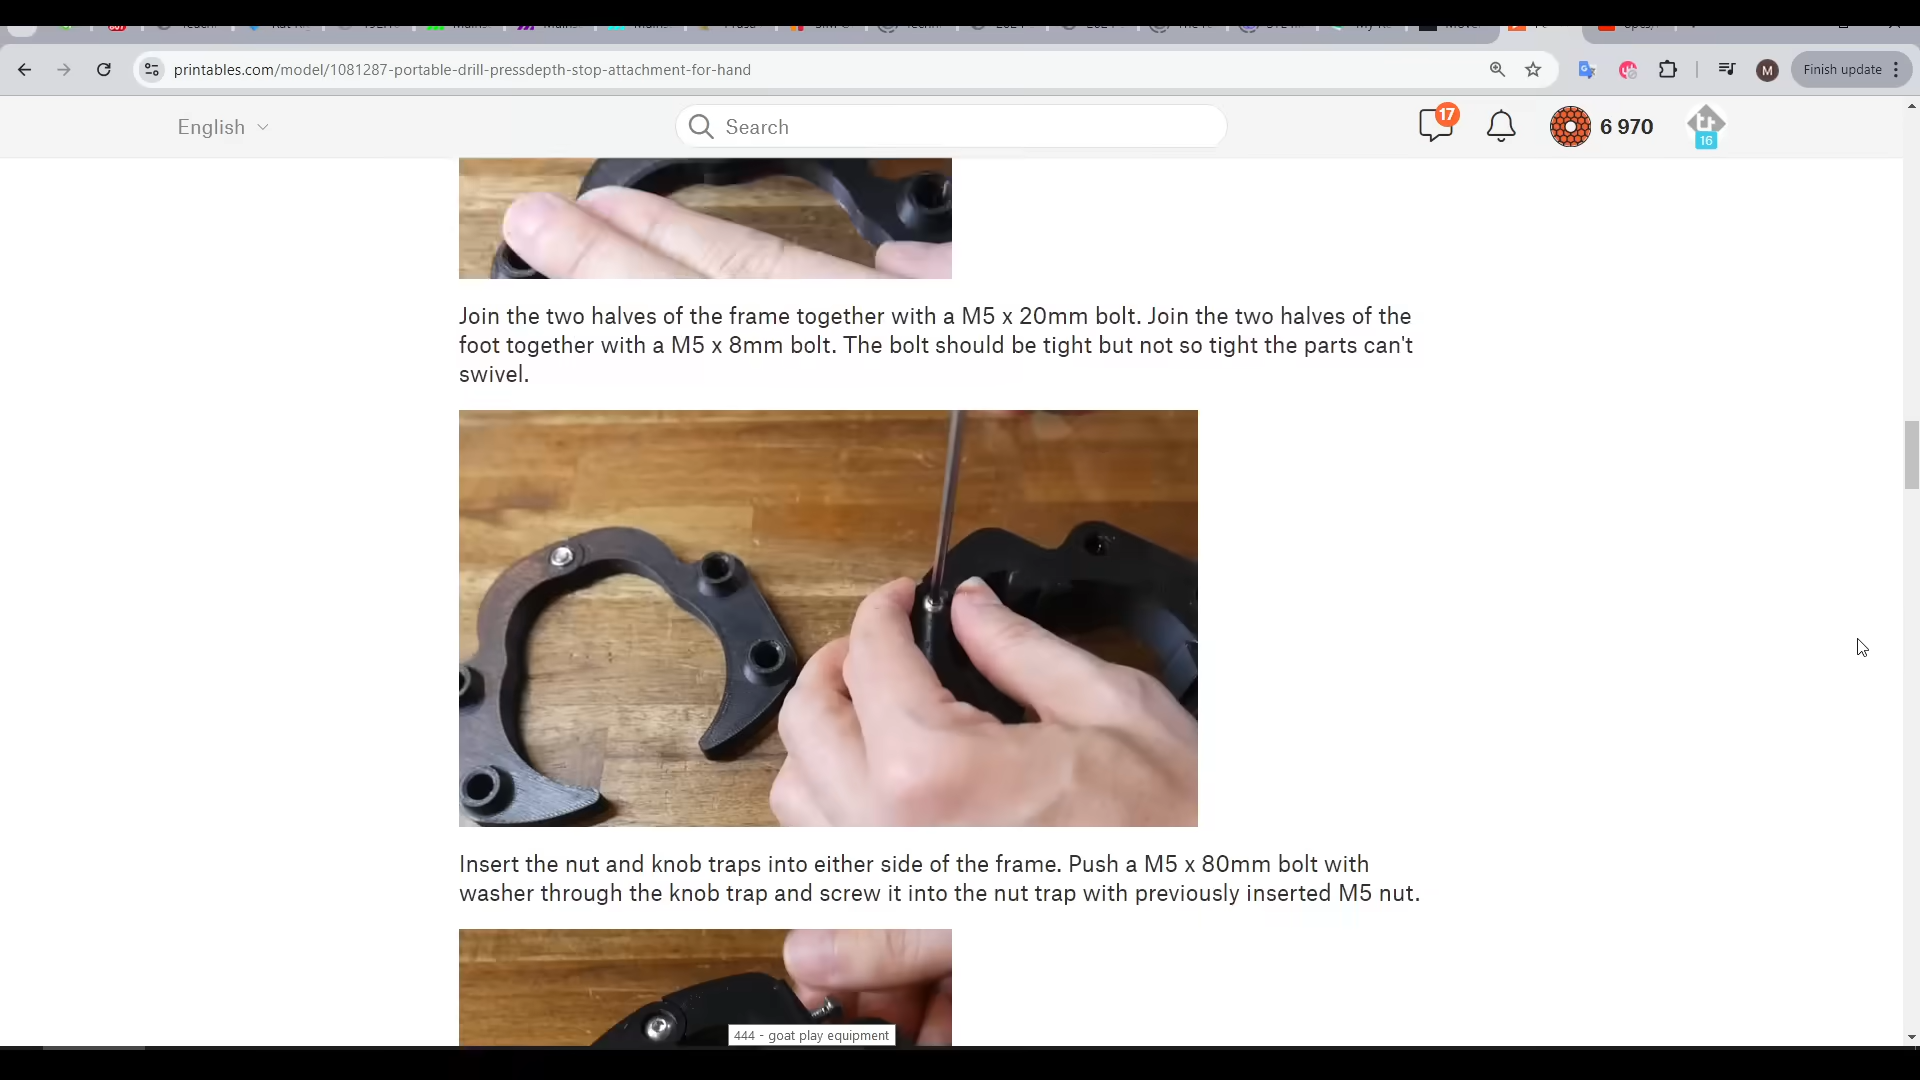 printables.com/model/1081287-portable-drill-pressdepth-stop-attachment-for-hand
M
Finish update
English
Search
17
6 970
16
Join the two halves of the frame together with a M5 x 20mm bolt. Join the two halves of the
foot together with a M5 x 8mm bolt. The bolt should be tight but not so tight the parts can't
swivel.
Insert the nut and knob traps into either side of the frame. Push a M5 x 80mm bolt with
washer through the knob trap and screw it into the nut trap with previously inserted M5 nut.
444 - goat play equipment